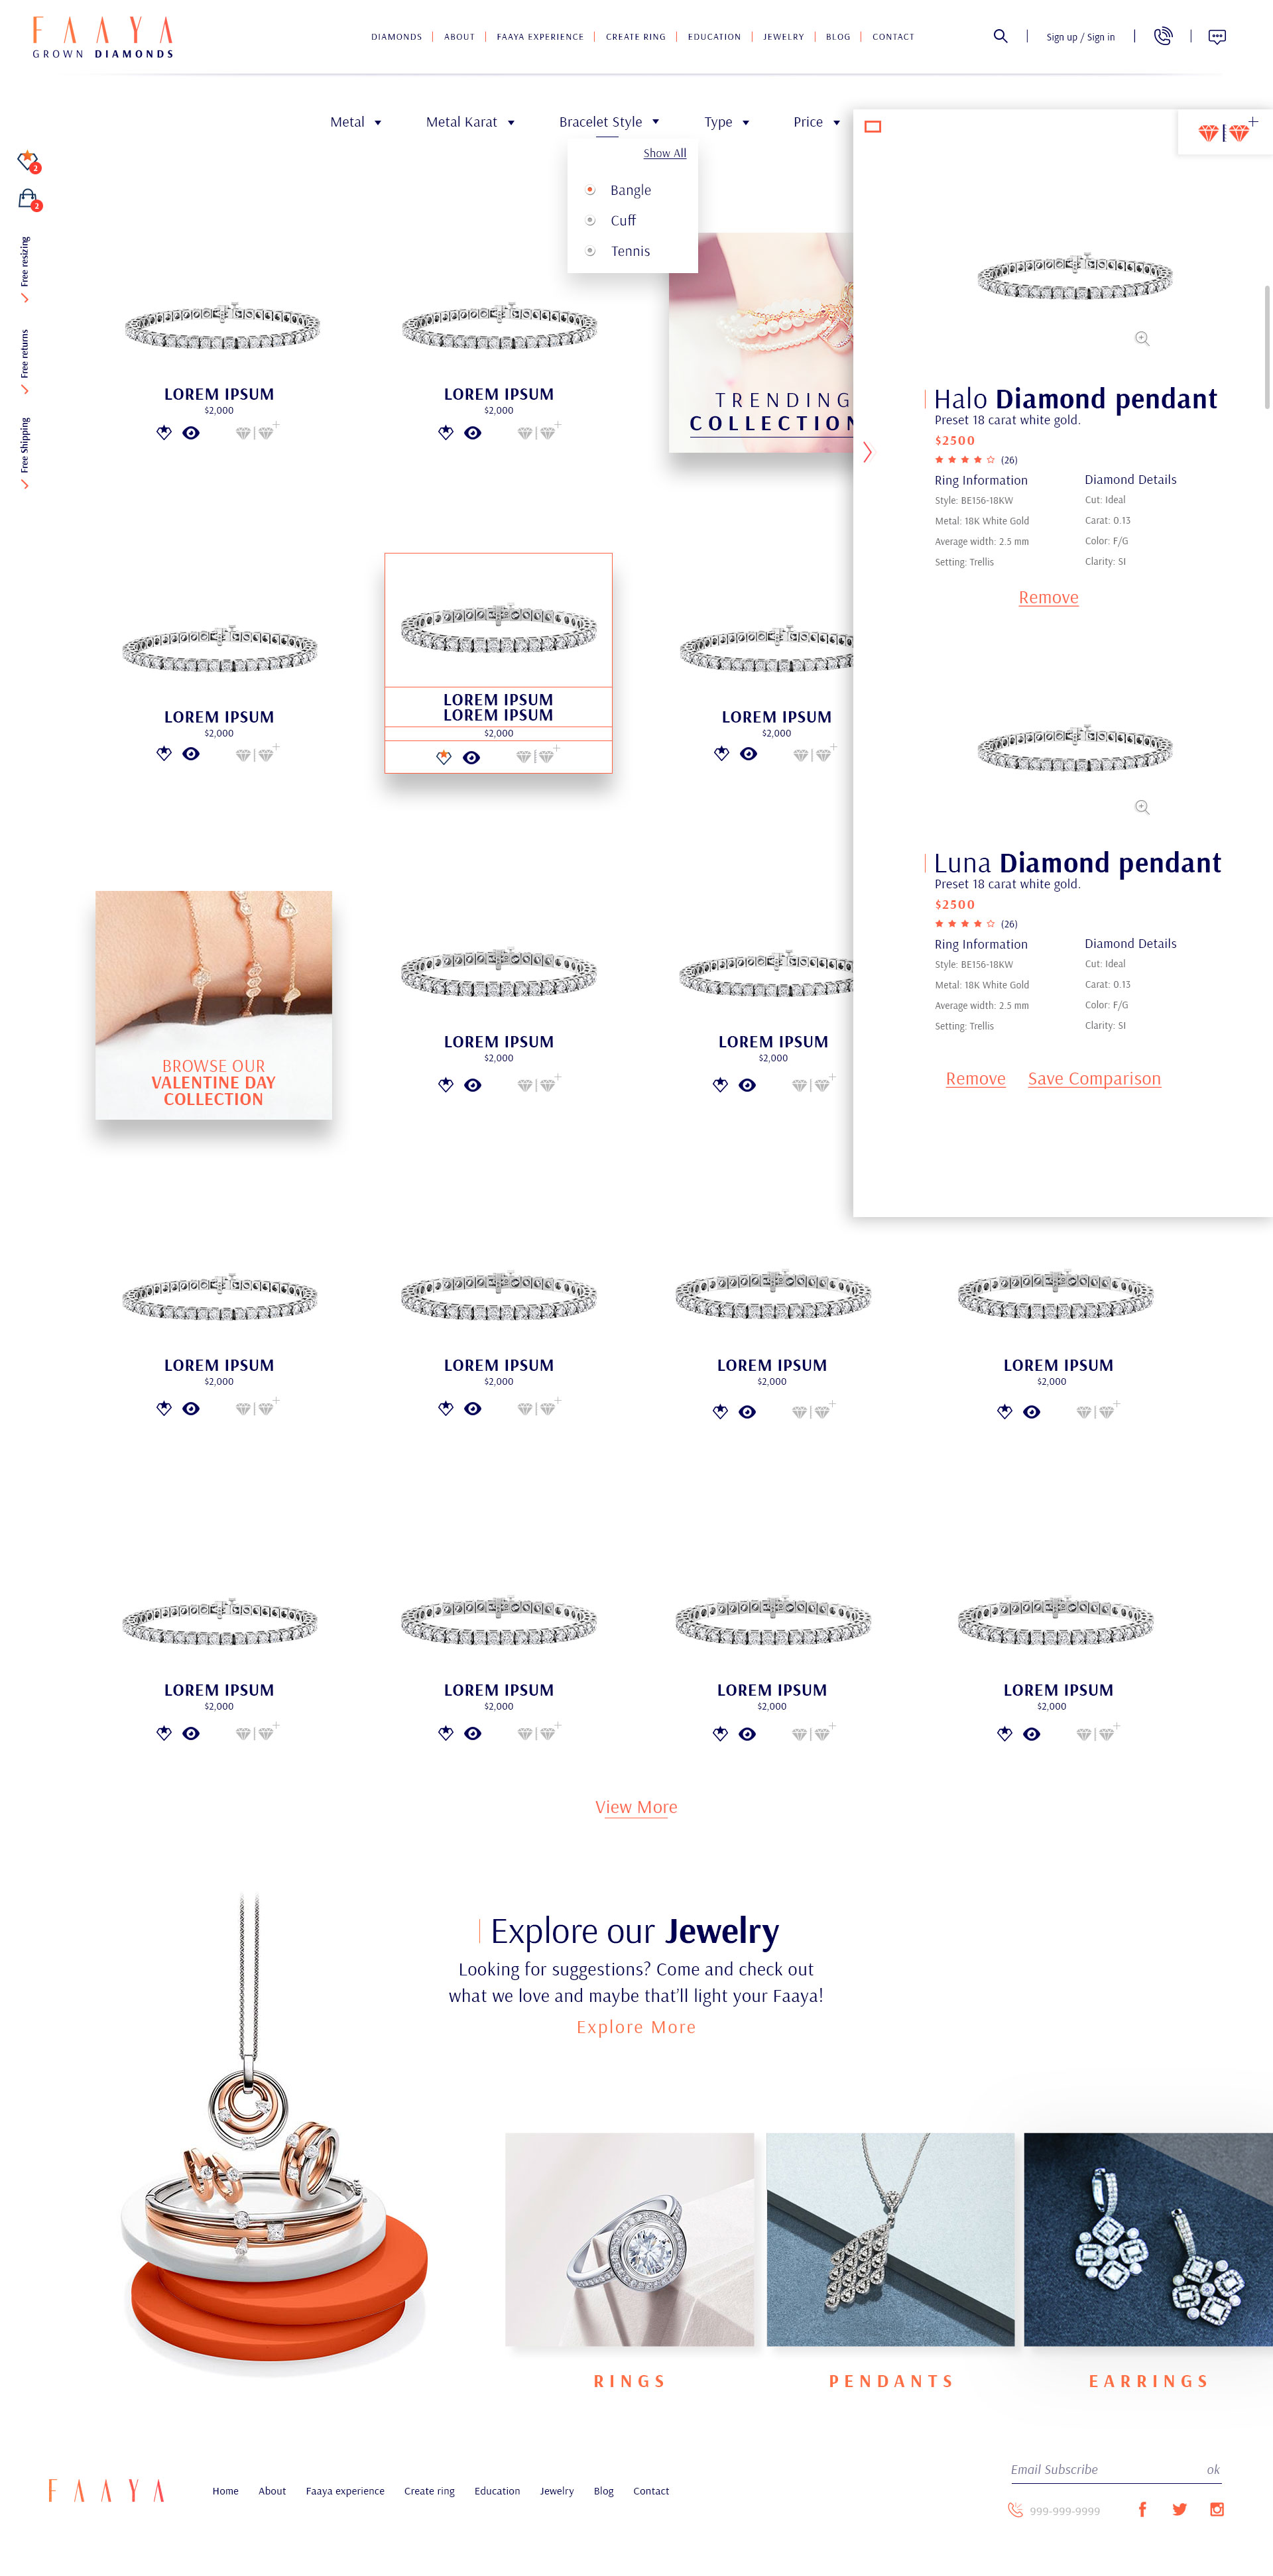 FAAYA
GROWN DIAMONDS
DIAMONDS | ABOUT | FAAYA EXPERIENCE | CREATE RING | EDUCATION | JEWELRY | BLOG | CONTACT
Sign up / Sign in
Metal
Metal Karat
Bracelet Style
Type
Price
Show All
Bangle
Cuff
Tennis
2
2
Free resizing
Free returns
Free Shipping
LOREM IPSUM
$2,000
LOREM IPSUM
$2,000
TRENDING
COLLECTION
LOREM IPSUM
$2,000
LOREM IPSUM
LOREM IPSUM
$2,000
LOREM IPSUM
$2,000
BROWSE OUR
VALENTINE DAY
COLLECTION
LOREM IPSUM
$2,000
LOREM IPSUM
$2,000
Halo Diamond pendant
Preset 18 carat white gold.
$2500
(26)
Ring Information
Style: BE156-18KW
Metal: 18K White Gold
Average width: 2.5 mm
Setting: Trellis
Diamond Details
Cut: Ideal
Carat: 0.13
Color: F/G
Clarity: SI
Remove
Luna Diamond pendant
Preset 18 carat white gold.
$2500
(26)
Ring Information
Style: BE156-18KW
Metal: 18K White Gold
Average width: 2.5 mm
Setting: Trellis
Diamond Details
Cut: Ideal
Carat: 0.13
Color: F/G
Clarity: SI
Remove
Save Comparison
LOREM IPSUM
$2,000
LOREM IPSUM
$2,000
LOREM IPSUM
$2,000
LOREM IPSUM
$2,000
LOREM IPSUM
$2,000
LOREM IPSUM
$2,000
LOREM IPSUM
$2,000
LOREM IPSUM
$2,000
View More
Explore our Jewelry
Looking for suggestions? Come and check out
what we love and maybe that'll light your Faaya!
Explore More
RINGS
PENDANTS
EARRINGS
FAAYA
Home About Faaya experience Create ring Education Jewelry Blog Contact
Email Subscribe ok
999-999-9999